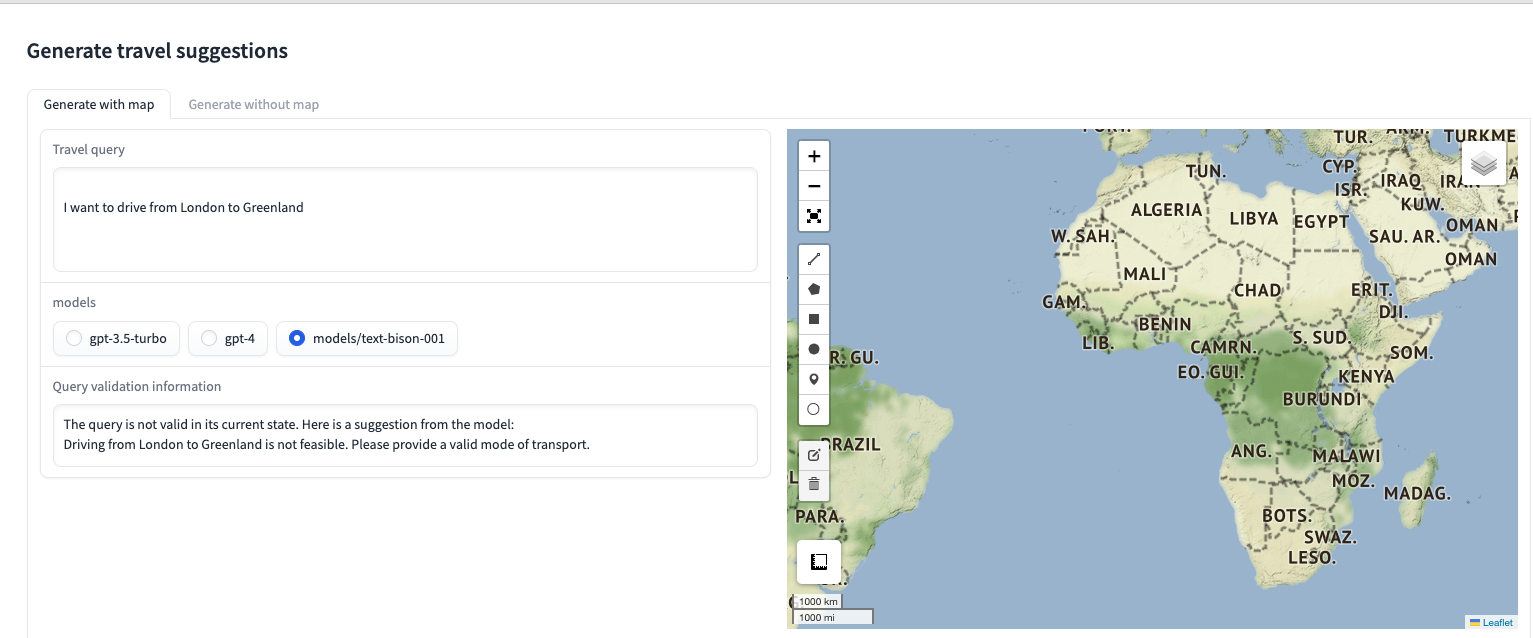 Generate travel suggestions
Generate with map
Generate without map
Travel query
I want to drive from London to Greenland
models
gpt-3.5-turbo
gpt-4
models/text-bison-001
Query validation information
The query is not valid in its current state. Here is a suggestion from the model:
Driving from London to Greenland is not feasible. Please provide a valid mode of transport.
TUR.
TURKME
TUN.
CYP.
ISR.
IRAQ
KUW.
ALGERIA
LIBYA
EGYPT
OMAN
W. SAH.
SAU. AR.
OMAN
MALI
CHAD
ERIT.
GAM.
DJI.
BENIN
LIB.
CAMRN.
S. SUD.
SOM.
R. GU.
EO. GUI.
KENYA
BURUNDI
BRAZIL
ANG.
MALAWI
MOZ.
MADAG.
PARA.
BOTS.
SWAZ.
LESO.
1000 km
1000 mi
Leaflet